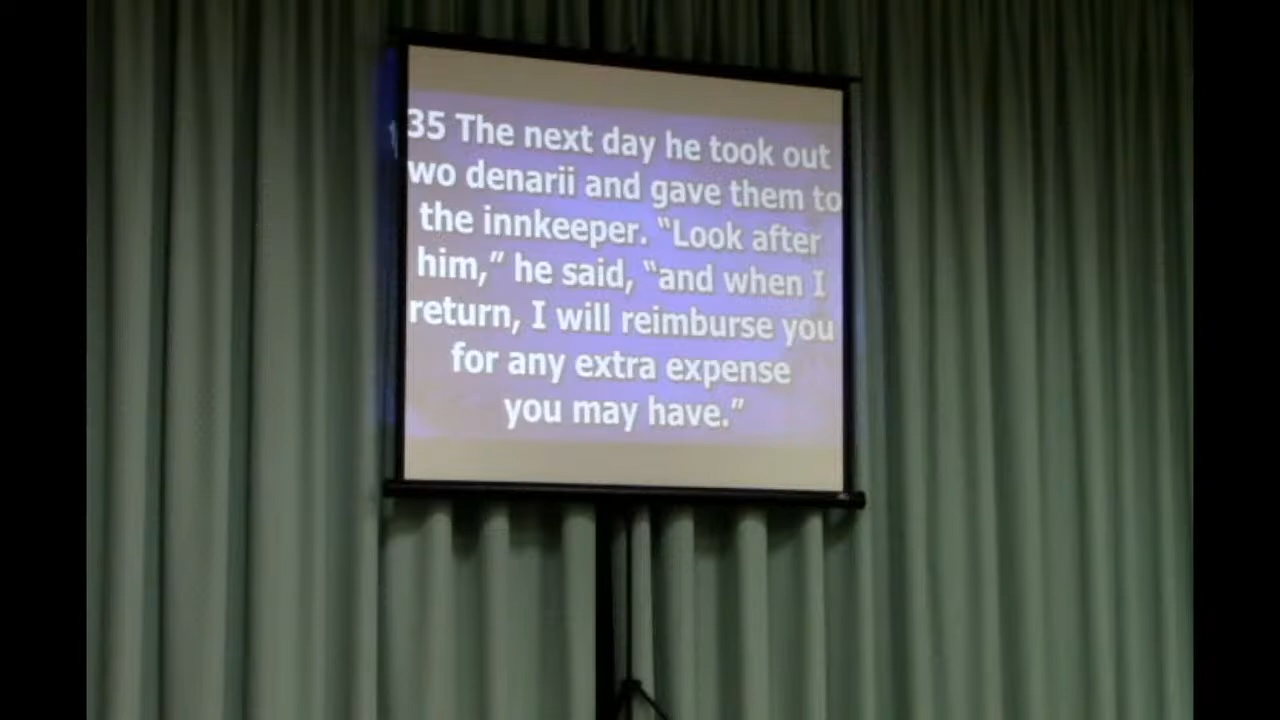 35 The next day he took out
wo denarii and gave them to
the innkeeper. “Look after
him,” he said, “and when I
return, I will reimburse you
for any extra expense
you may have.”